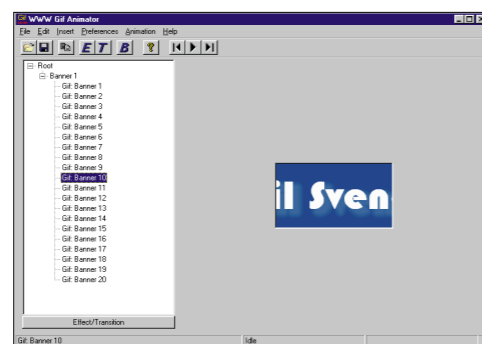 WWW Gif Animator
File Edit Insert Preferences Animation Help
E T B ?
Root
Banner 1
Gif: Banner 1
Gif: Banner 2
Gif: Banner 3
Gif: Banner 4
Gif: Banner 5
Gif: Banner 6
Gif: Banner 7
Gif: Banner 8
Gif: Banner 9
Gif: Banner 10
Gif: Banner 11
Gif: Banner 12
Gif: Banner 13
Gif: Banner 14
Gif: Banner 15
Gif: Banner 16
Gif: Banner 17
Gif: Banner 18
Gif: Banner 19
Gif: Banner 20
il Sven
Effect/Transition
Gif: Banner 10 Idle